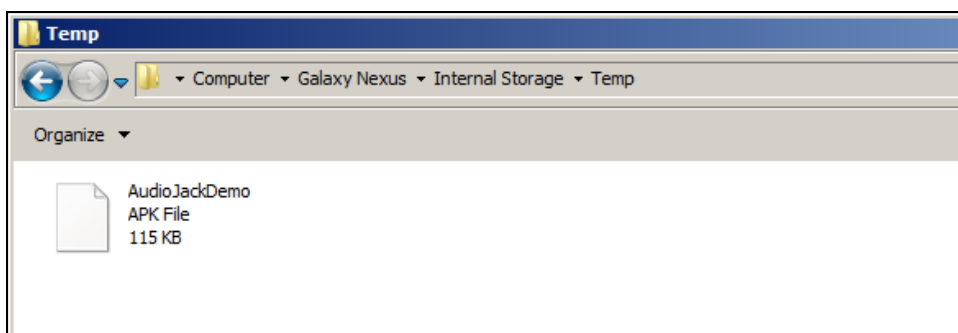 Temp
Computer Galaxy Nexus Internal Storage Temp
Organize
AudioJackDemo
APK File
115 KB